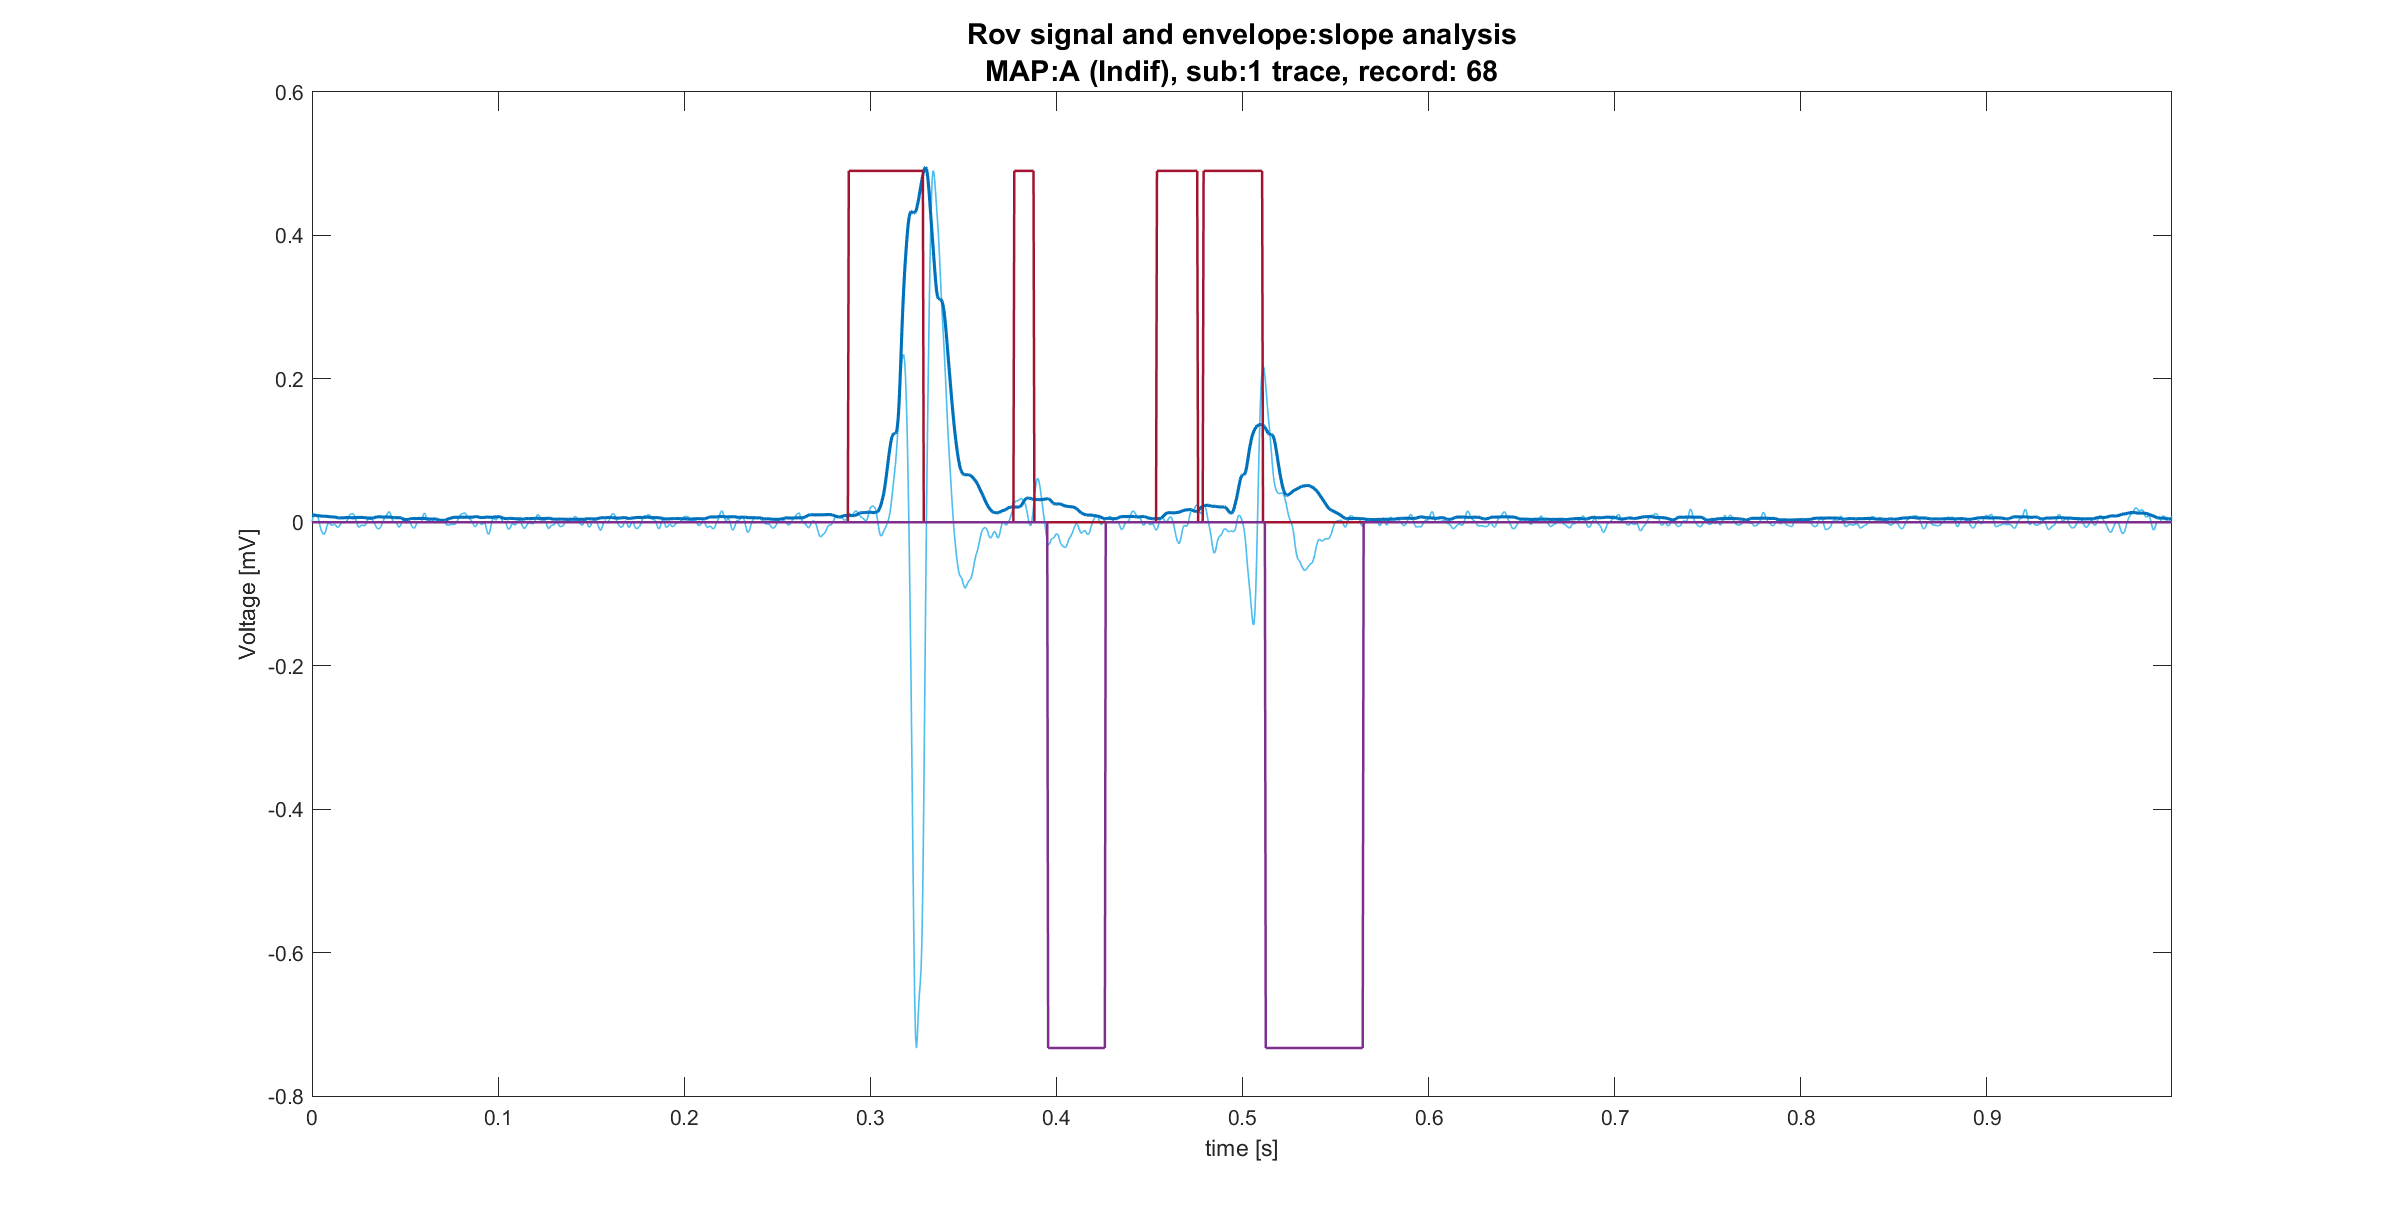 Rov signal and envelope:slope analysis
MAP:A (Indif), sub:1 trace, record: 68
0.6
0.4
0.2
0
-0.2
-0.4
-0.6
-0.8
Voltage [mV]
0 0.1 0.2 0.3 0.4 0.5 0.6 0.7 0.8 0.9
time [s]